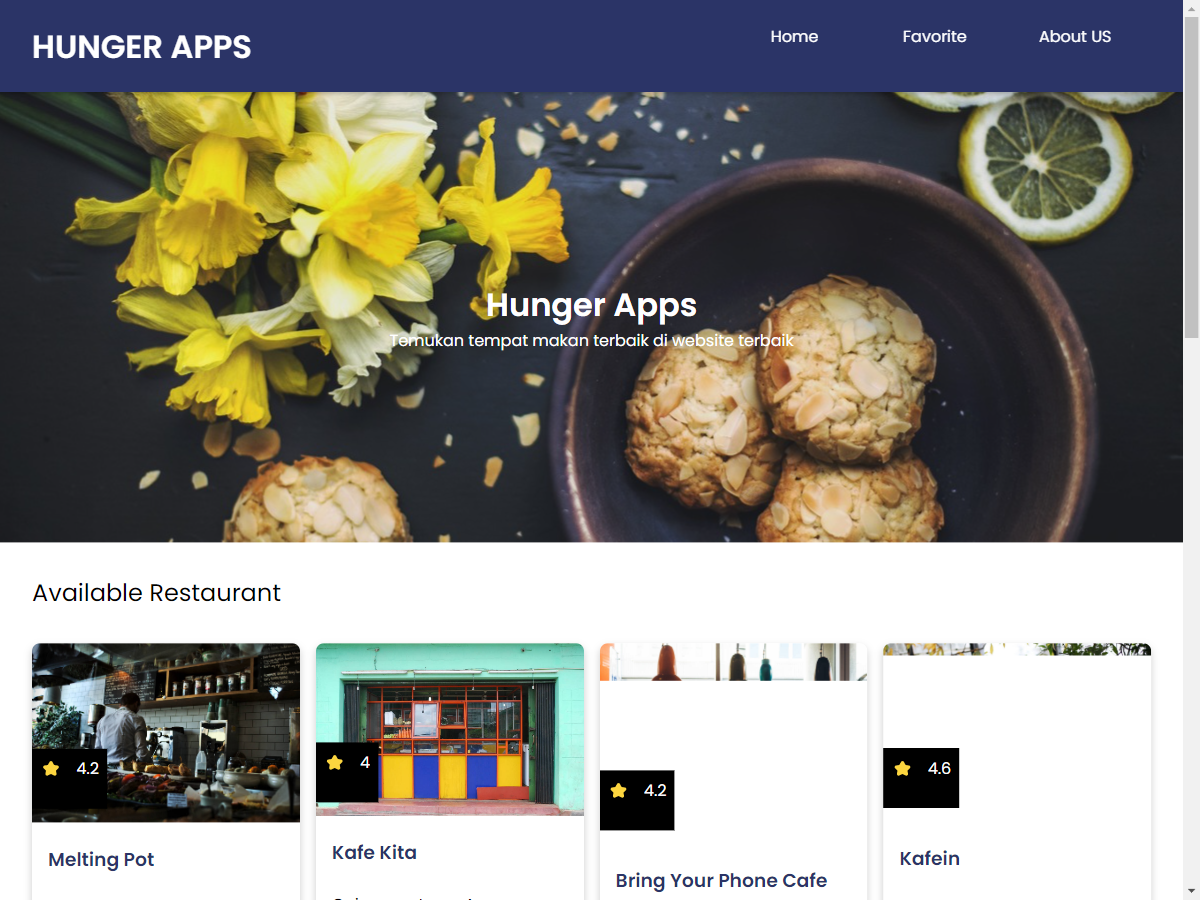 HUNGER APPS
Home
Favorite
About US
Hunger Apps
Temukan tempat makan terbaik di website terbaik
Available Restaurant
4.2
4
4.2
4.6
Melting Pot
Kafe Kita
Bring Your Phone Cafe
Kafein